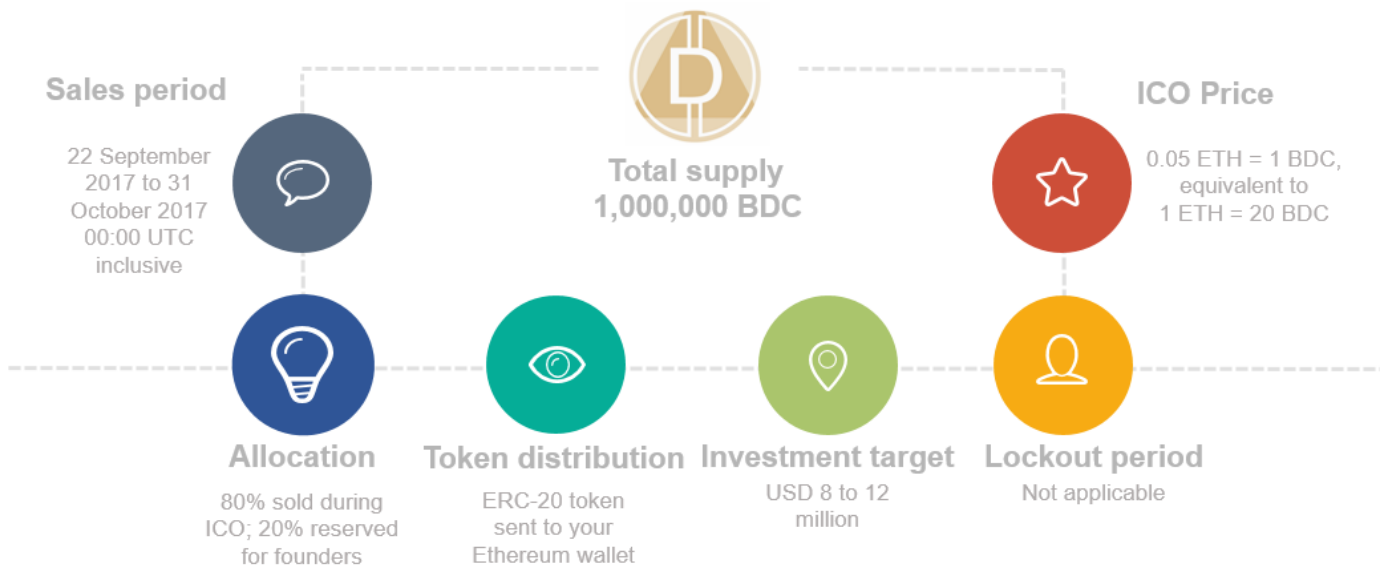 D
Total supply
1,000,000 BDC
Sales period
22 September
2017 to 31
October 2017
00:00 UTC
inclusive
ICO Price
0.05 ETH = 1 BDC,
equivalent to
1 ETH = 20 BDC
Allocation
80% sold during
ICO; 20% reserved
for founders
Token distribution
ERC-20 token
sent to your
Ethereum wallet
Investment target
USD 8 to 12
million
Lockout period
Not applicable